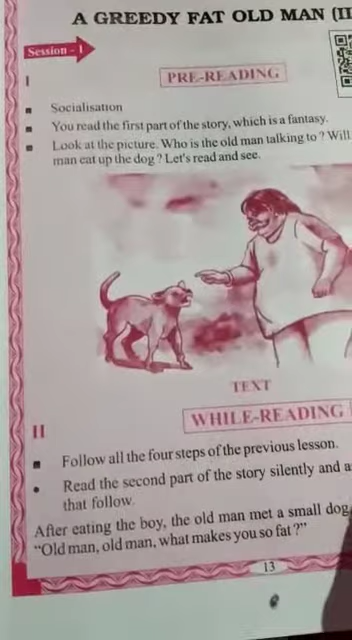 A GREEDY FAT OLD MAN (II
Session - 1
I
PRE-READING
Socialisation
You read the first part of the story, which is a fantasy.
Look at the picture. Who is the old man talking to ? Will
man eat up the dog ? Let's read and see.
TEXT
II
WHILE-READING
Follow all the four steps of the previous lesson.
Read the second part of the story silently and a
that follow.
After eating the boy, the old man met a small dog
"Old man, old man, what makes you so fat ?"
13